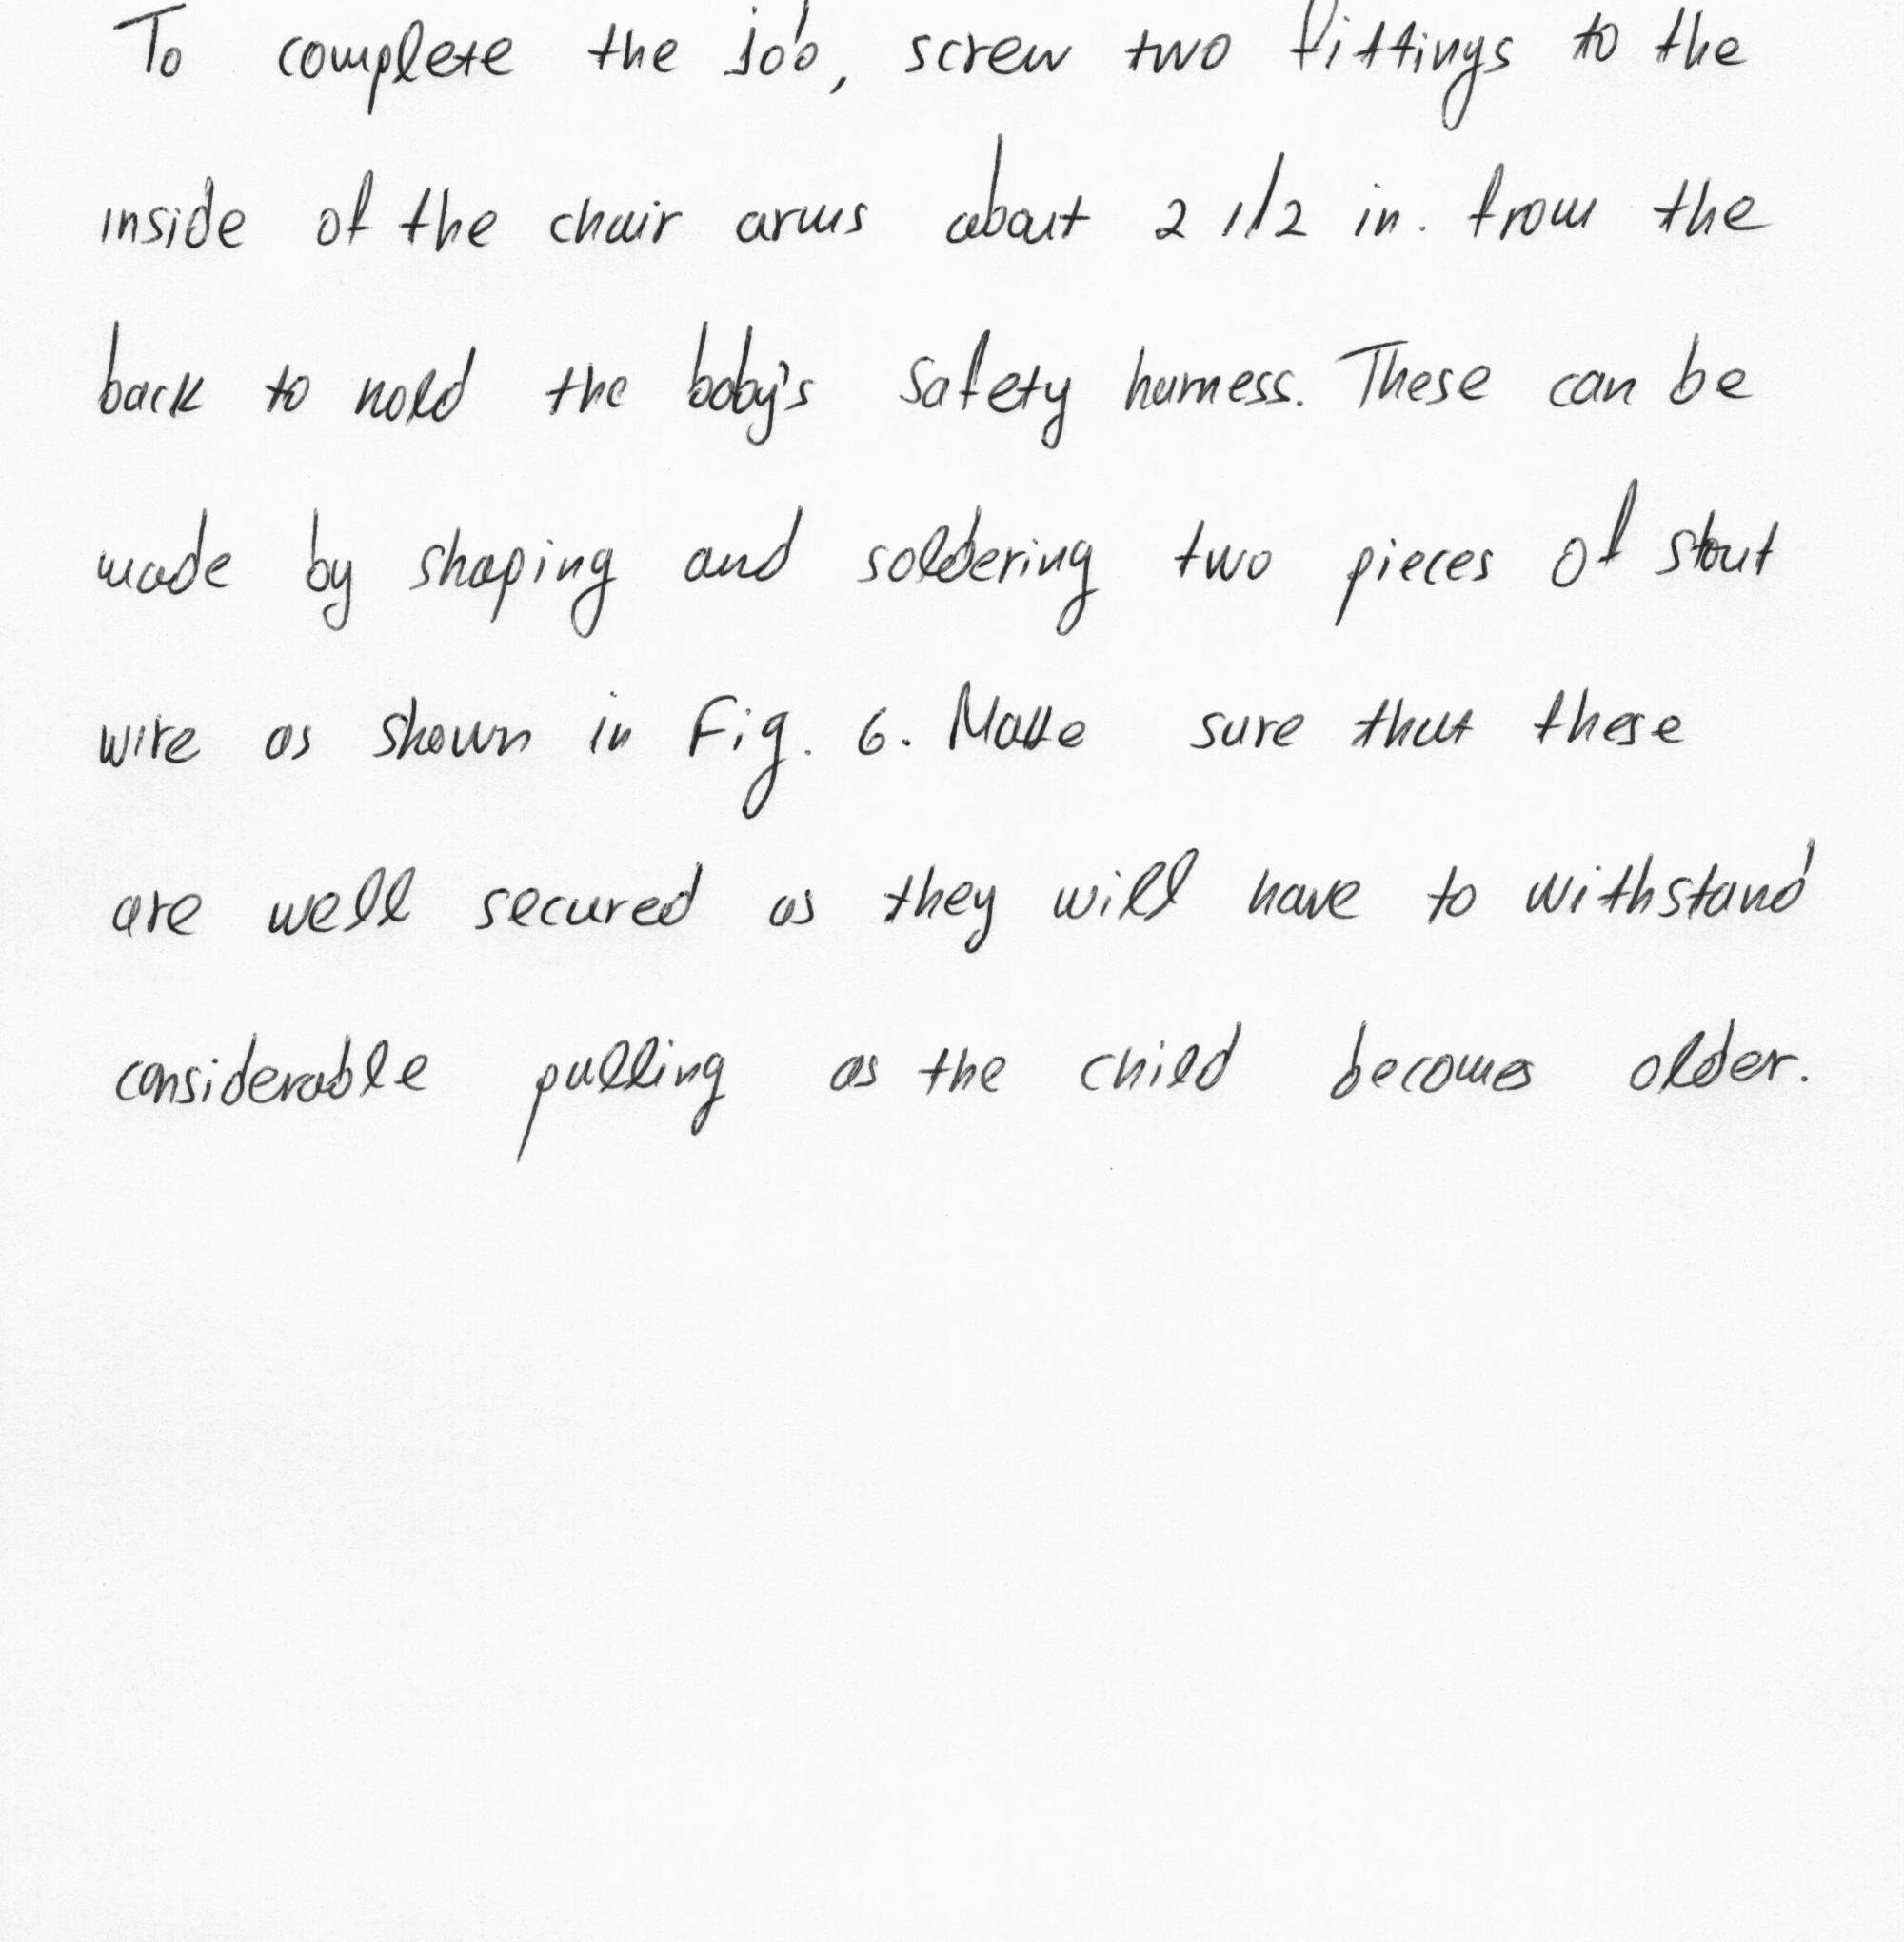 To complete the job, screw two fittings to the
inside of the chair arms about 2 1/2 in. from the
back to hold the baby's safety harness. These can be
made by shaping and soldering two pieces of stout
wire as shown in Fig. 6. Make sure that these
are well secured as they will have to withstand
considerable pulling as the child becomes older.